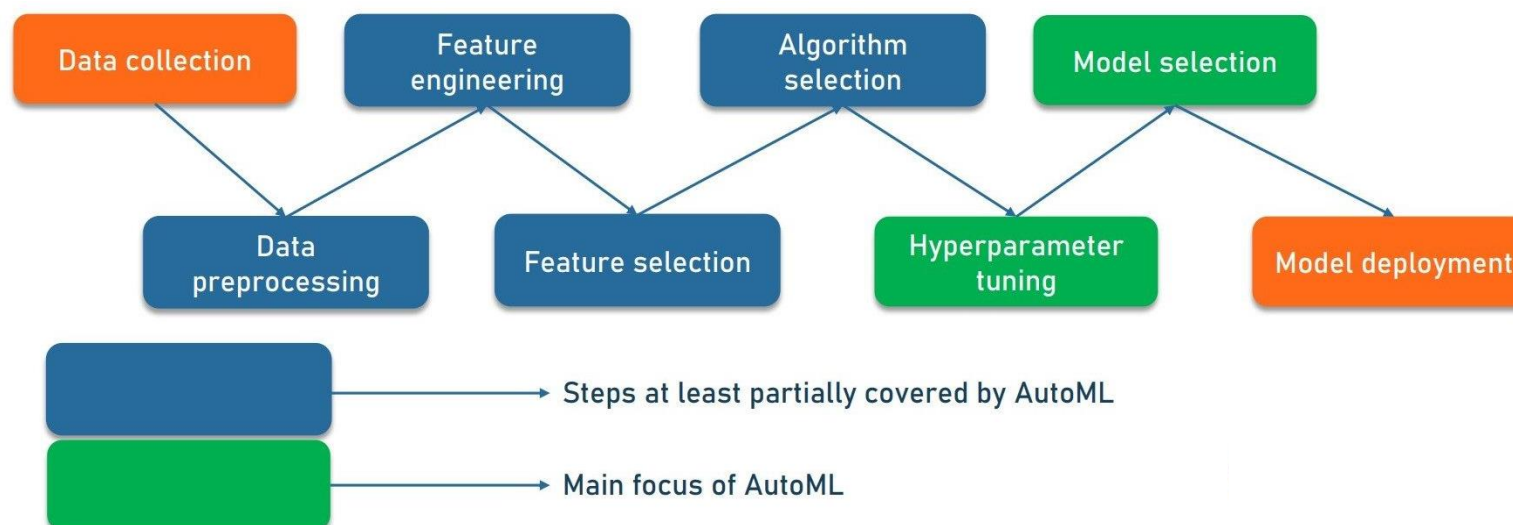 Data collection
Feature
engineering
Algorithm
selection
Model selection
Data
preprocessing
Feature selection
Hyperparameter
tuning
Model deployment
Steps at least partially covered by AutoML
Main focus of AutoML